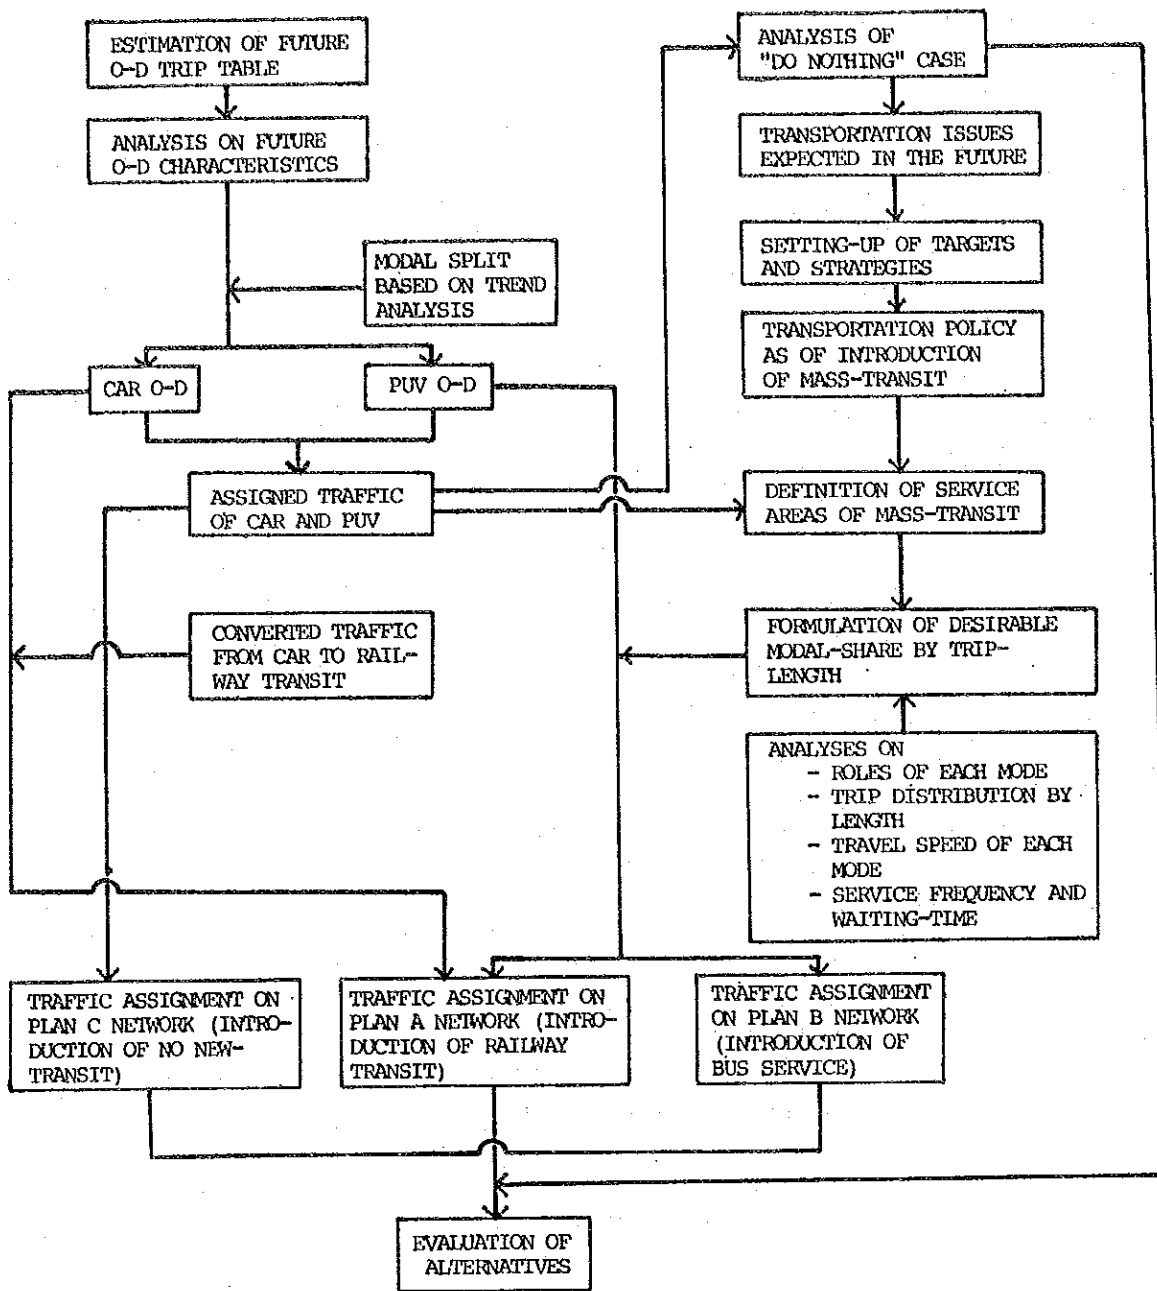 ESTIMATION OF FUTURE
O-D TRIP TABLE
ANALYSIS ON FUTURE
O-D CHARACTERISTICS
MODAL SPLIT
BASED ON TREND
ANALYSIS
CAR O-D
PUV O-D
ASSIGNED TRAFFIC
OF CAR AND PUV
CONVERTED TRAFFIC
FROM CAR TO RAIL-
WAY TRANSIT
ANALYSIS OF
"DO NOTHING" CASE
TRANSPORTATION ISSUES
EXPECTED IN THE FUTURE
SETTING-UP OF TARGETS
AND STRATEGIES
TRANSPORTATION POLICY
AS OF INTRODUCTION
OF MASS-TRANSIT
DEFINITION OF SERVICE
AREAS OF MASS-TRANSIT
FORMULATION OF DESIRABLE
MODAL-SHARE BY TRIP-
LENGTH
ANALYSES ON
- ROLES OF EACH MODE
- TRIP DISTRIBUTION BY
LENGTH
- TRAVEL SPEED OF EACH
MODE
- SERVICE FREQUENCY AND
WAITING-TIME
TRAFFIC ASSIGNMENT ON
PLAN C NETWORK (INTRO-
DUCTION OF NO NEW-
TRANSIT)
TRAFFIC ASSIGNMENT ON
PLAN A NETWORK (INTRO-
DUCTION OF RAILWAY
TRANSIT)
TRAFFIC ASSIGNMENT
ON PLAN B NETWORK
(INTRODUCTION OF
BUS SERVICE)
EVALUATION OF
ALTERNATIVES